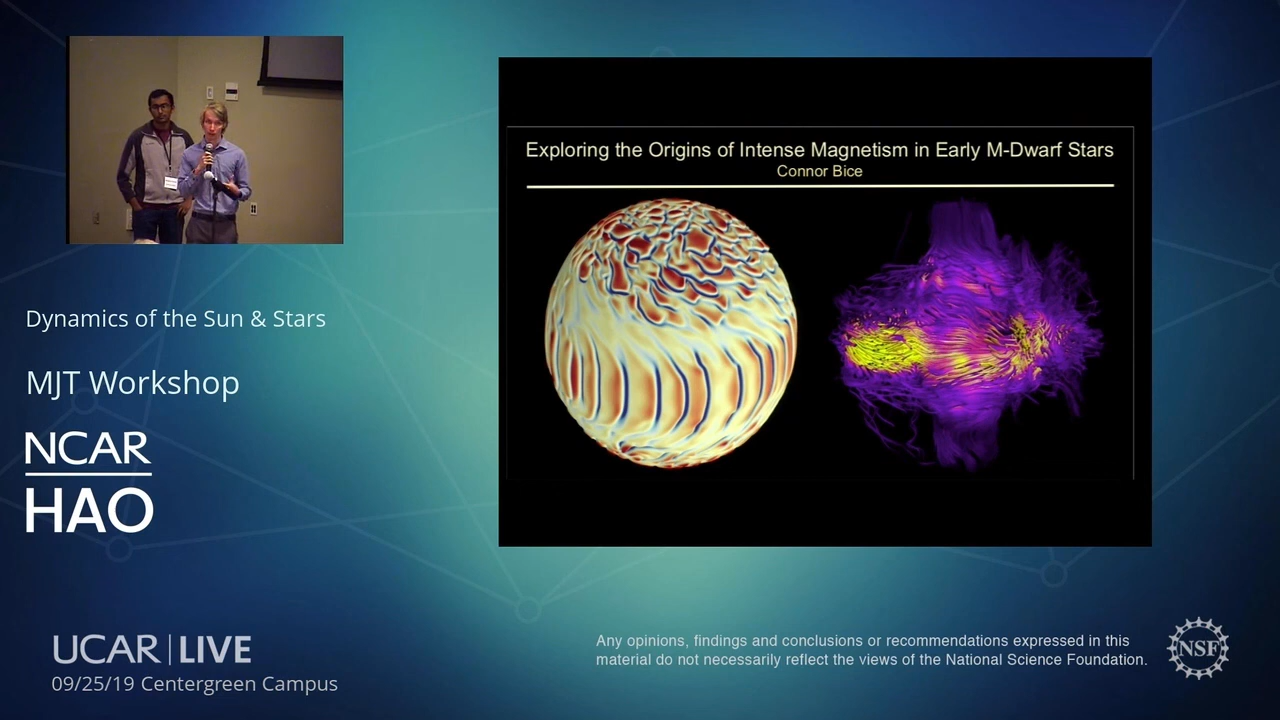 Exploring the Origins of Intense Magnetism in Early M-Dwarf Stars
Connor Bice
Dynamics of the Sun & Stars
MJT Workshop
NCAR
HAO
UCAR | LIVE
09/25/19 Centergreen Campus
Any opinions, findings and conclusions or recommendations expressed in this
material do not necessarily reflect the views of the National Science Foundation.
NSF